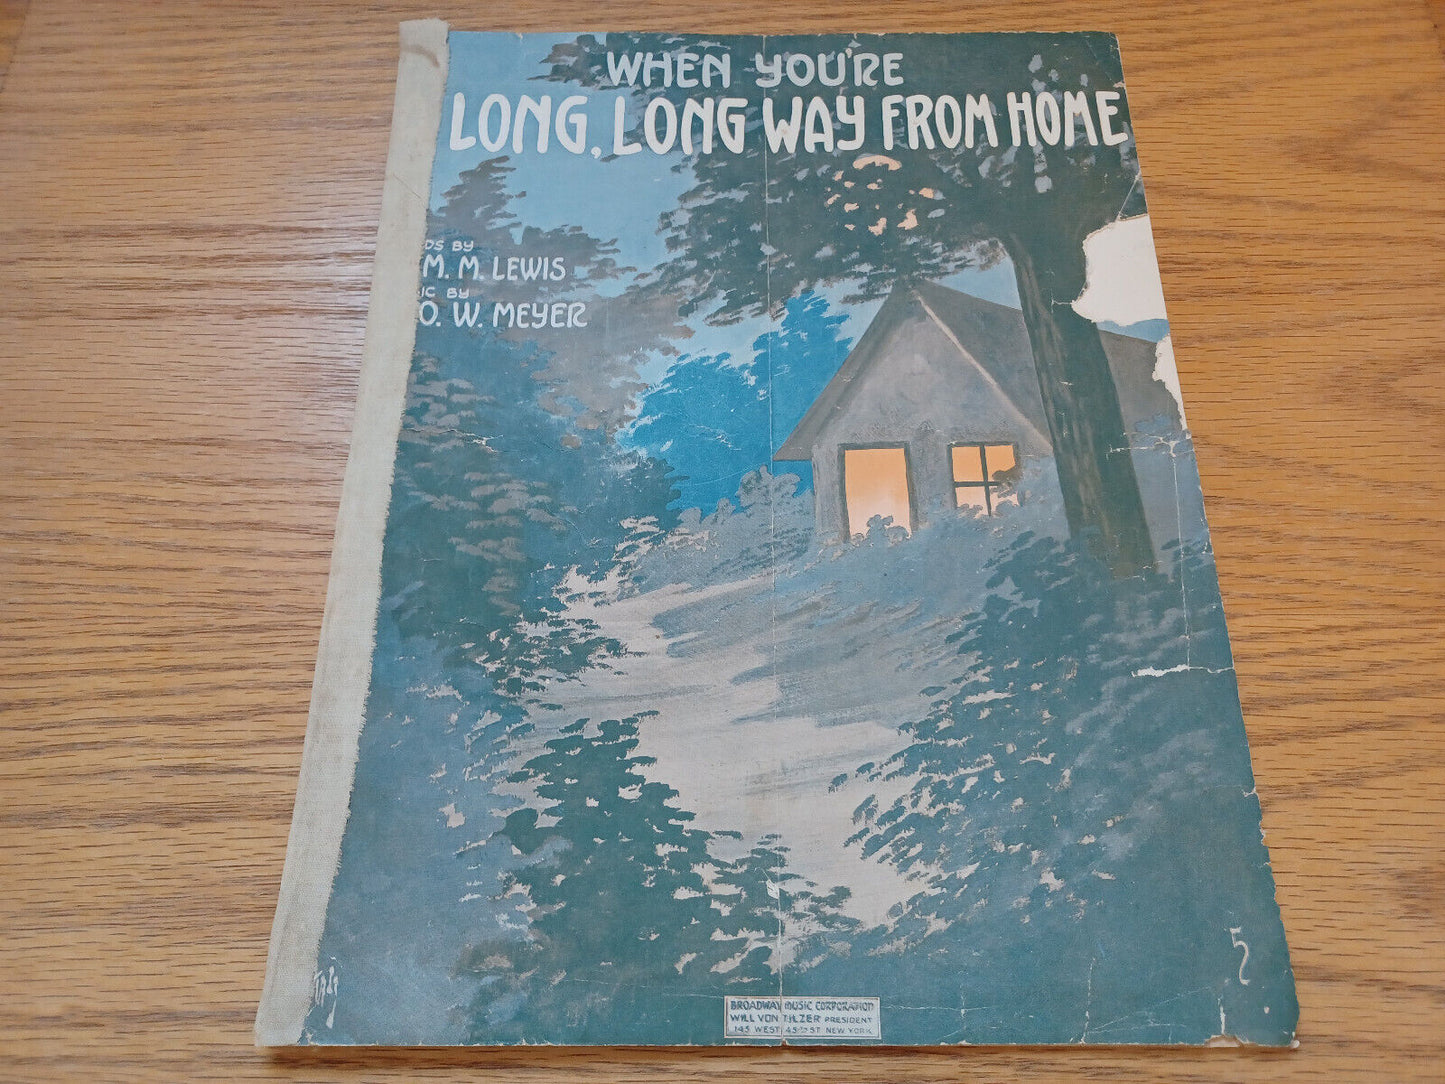 WHEN YOU'RE
LONG, LONG WAY FROM HOME
DS BY
M. M. LEWIS
IC BY
O. W. MEYER
5
BROADWAY MUSIC CORPORATION
WILL VON TILZER PRESIDENT
145 WEST 45TH ST NEW YORK